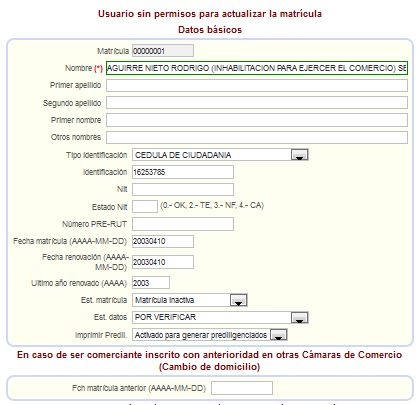 Usuario sin permisos para actualizar la matrícula
Datos básicos
Matrícula 00000001
Nombre (*) AGUIRRE NIETO RODRIGO (INHABILITACION PARA EJERCER EL COMERCIO) SE
Primer apellido
Segundo apellido
Primer nombre
Otros nombres
Tipo identificación CEDULA DE CIUDADANIA
Identificación 16253785
Nit
Estado Nit (0.- OK, 2.- TE, 3.- NF, 4.- CA)
Número PRE-RUT
Fecha matrícula (AAAA-MM-DD) 20030410
Fecha renovación (AAAA-MM-DD) 20030410
Ultimo año renovado (AAAA) 2003
Est. matrícula Matrícula Inactiva
Est. datos POR VERIFICAR
Imprimir Predil. Activado para generar prediligenciados
En caso de ser comerciante inscrito con anterioridad en otras Cámaras de Comercio
(Cambio de domicilio)
Fch matrícula anterior (AAAA-MM-DD)